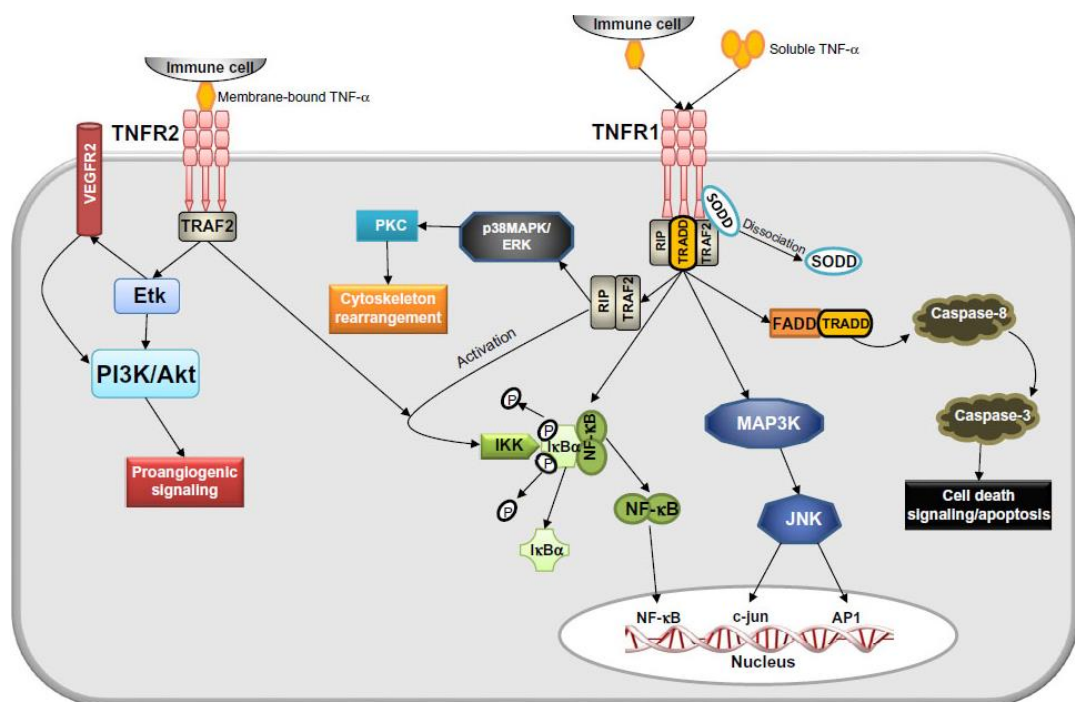 Immune cell
Soluble TNF-α
Immune cell
Membrane-bound TNF-α
TNFR2
TNFR1
VEGFR2
TRAF2
PKC
p38MAPK/
ERK
RIP
TRADD
TRAF2
SODD
Dissociation
SODD
Etk
Cytoskeleton
rearrangement
RIP
TRAF2
FADD
TRADD
Caspase-8
Activation
PI3K/Akt
P
MAP3K
Caspase-3
IKK
P
IκBα
NF-κB
P
Proangiogenic
signaling
P
NF-κB
JNK
Cell death
signaling/apoptosis
IκBα
NF-κB
c-jun
AP1
Nucleus